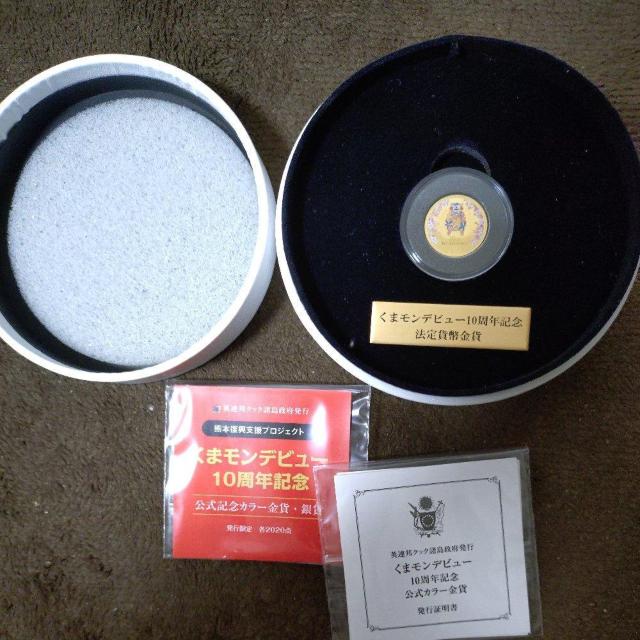 くまモンデビュー10周年記念
法定貨幣金貨
英連邦クック諸島政府発行
熊本復興支援プロジェクト
くまモンデビュー
10周年記念
公式記念カラー金貨・銀貨
発行限定 各2020点
英連邦クック諸島政府発行
くまモンデビュー
10周年記念
公式カラー金貨
発行証明書